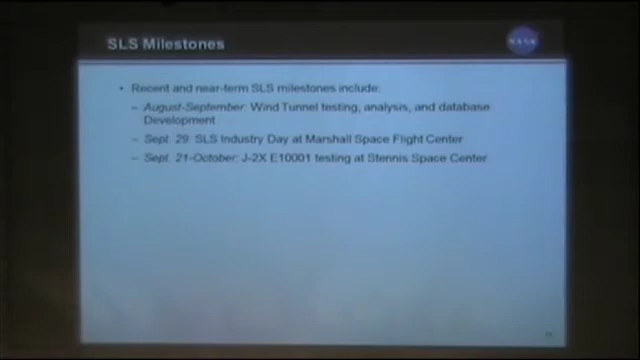 SLS Milestones
NASA
• Recent and near-term SLS milestones include:
– August-September: Wind Tunnel testing, analysis, and database
Development
– Sept. 29: SLS Industry Day at Marshall Space Flight Center
– Sept. 21-October: J-2X E10001 testing at Stennis Space Center